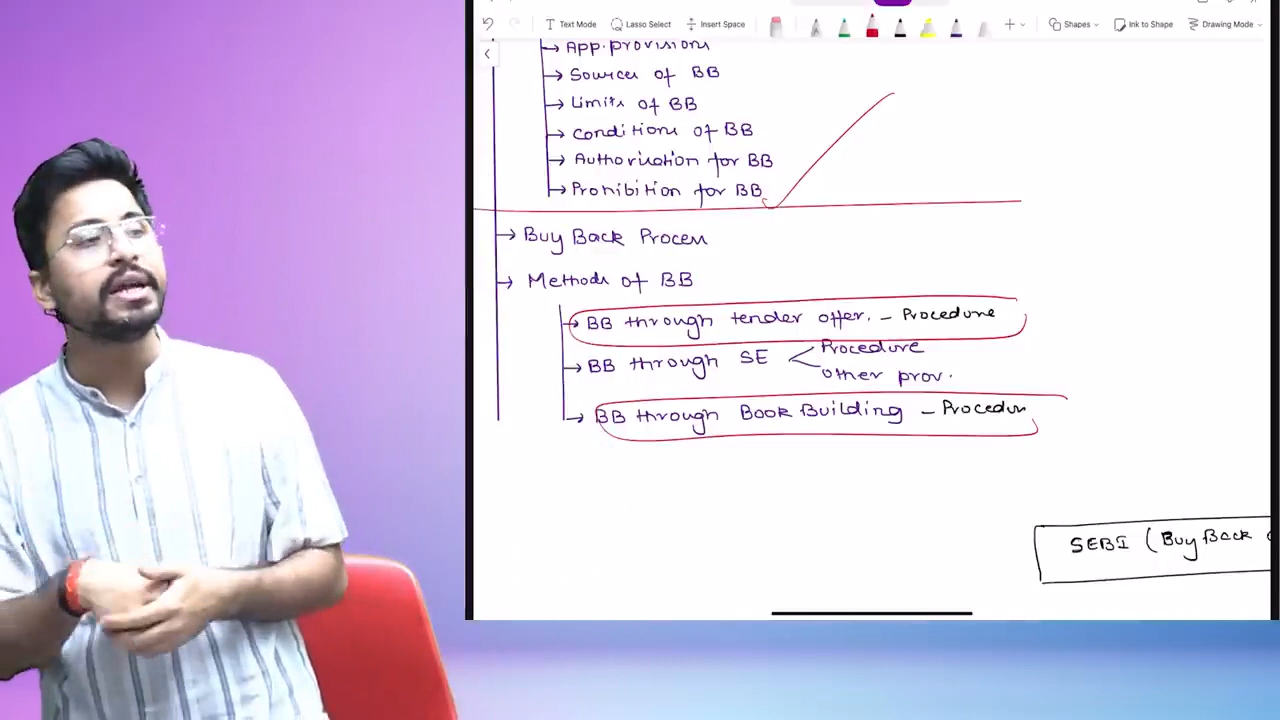 Text Mode Lasso Select Insert Space Shapes Ink to Shape Drawing Mode
App. provisions
Sources of BB
Limits of BB
Conditions of BB
Authorisation for BB
Prohibition for BB
Buy Back Process
Methods of BB
BB through tender offer. - Procedure
BB through SE Procedure
other prov.
BB through Book Building - Procedur
SEBI (Buy Back